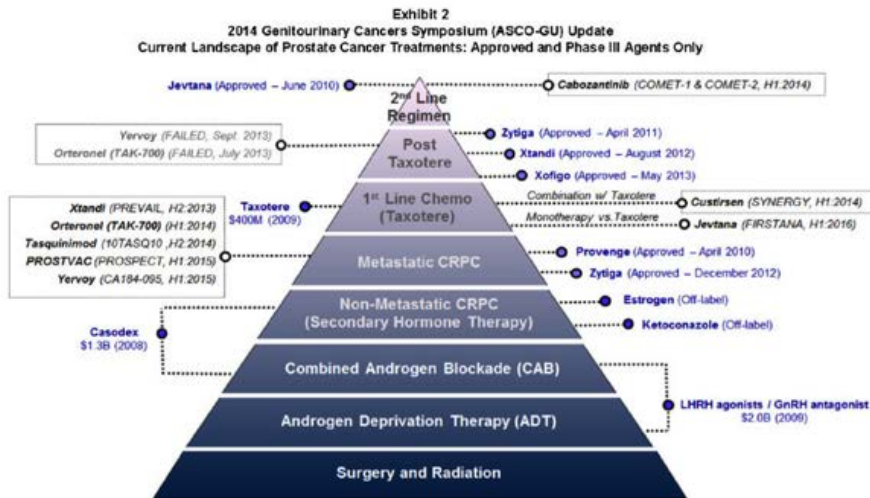 Exhibit 2
2014 Genitourinary Cancers Symposium (ASCO-GU) Update
Current Landscape of Prostate Cancer Treatments: Approved and Phase III Agents Only
Jevtana (Approved – June 2010)
Cabozantinib (COMET-1 & COMET-2, H1:2014)
2nd Line
Regimen
Yervoy (FAILED, Sept. 2013)
Orteronel (TAK-700) (FAILED, July 2013)
Post
Taxotere
Zytiga (Approved – April 2011)
Xtandi (Approved – August 2012)
Xofigo (Approved – May 2013)
Xtandi (PREVAIL, H2:2013)
Orteronel (TAK-700) (H1:2014)
Tasquinimod (10TASQ10 ,H2:2014)
PROSTVAC (PROSPECT, H1:2015)
Yervoy (CA184-095, H1:2015)
Taxotere
$400M (2009)
1st Line Chemo
(Taxotere)
Combination w/ Taxotere
Custirsen (SYNERGY, H1:2014)
Monotherapy vs.Taxotere
Jevtana (FIRSTANA, H1:2016)
Metastatic CRPC
Provenge (Approved – April 2010)
Zytiga (Approved – December 2012)
Non-Metastatic CRPC
(Secondary Hormone Therapy)
Estrogen (Off-label)
Ketoconazole (Off-label)
Casodex
$1.3B (2008)
Combined Androgen Blockade (CAB)
LHRH agonists / GnRH antagonist
$2.0B (2009)
Androgen Deprivation Therapy (ADT)
Surgery and Radiation